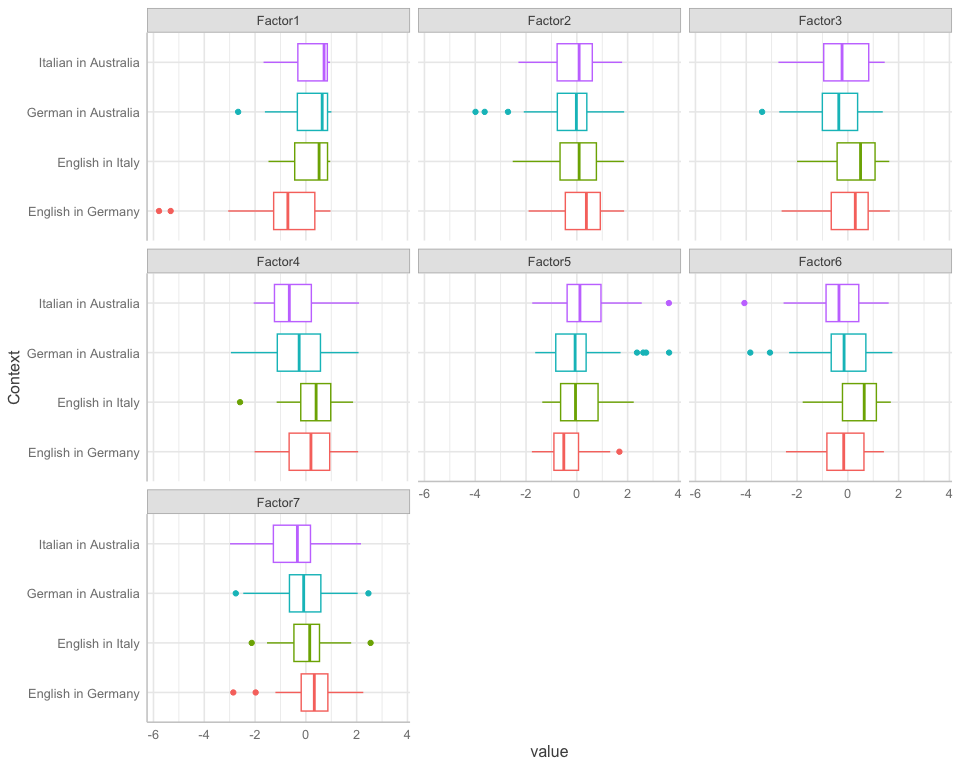 Factor1 Factor2 Factor3
Italian in Australia
German in Australia
English in Italy
English in Germany
Factor4 Factor5 Factor6
Italian in Australia
German in Australia
English in Italy
English in Germany
-6 -4 -2 0 2 4 -6 -4 -2 0 2 4
Factor7
Italian in Australia
German in Australia
English in Italy
English in Germany
-6 -4 -2 0 2 4
Context
value